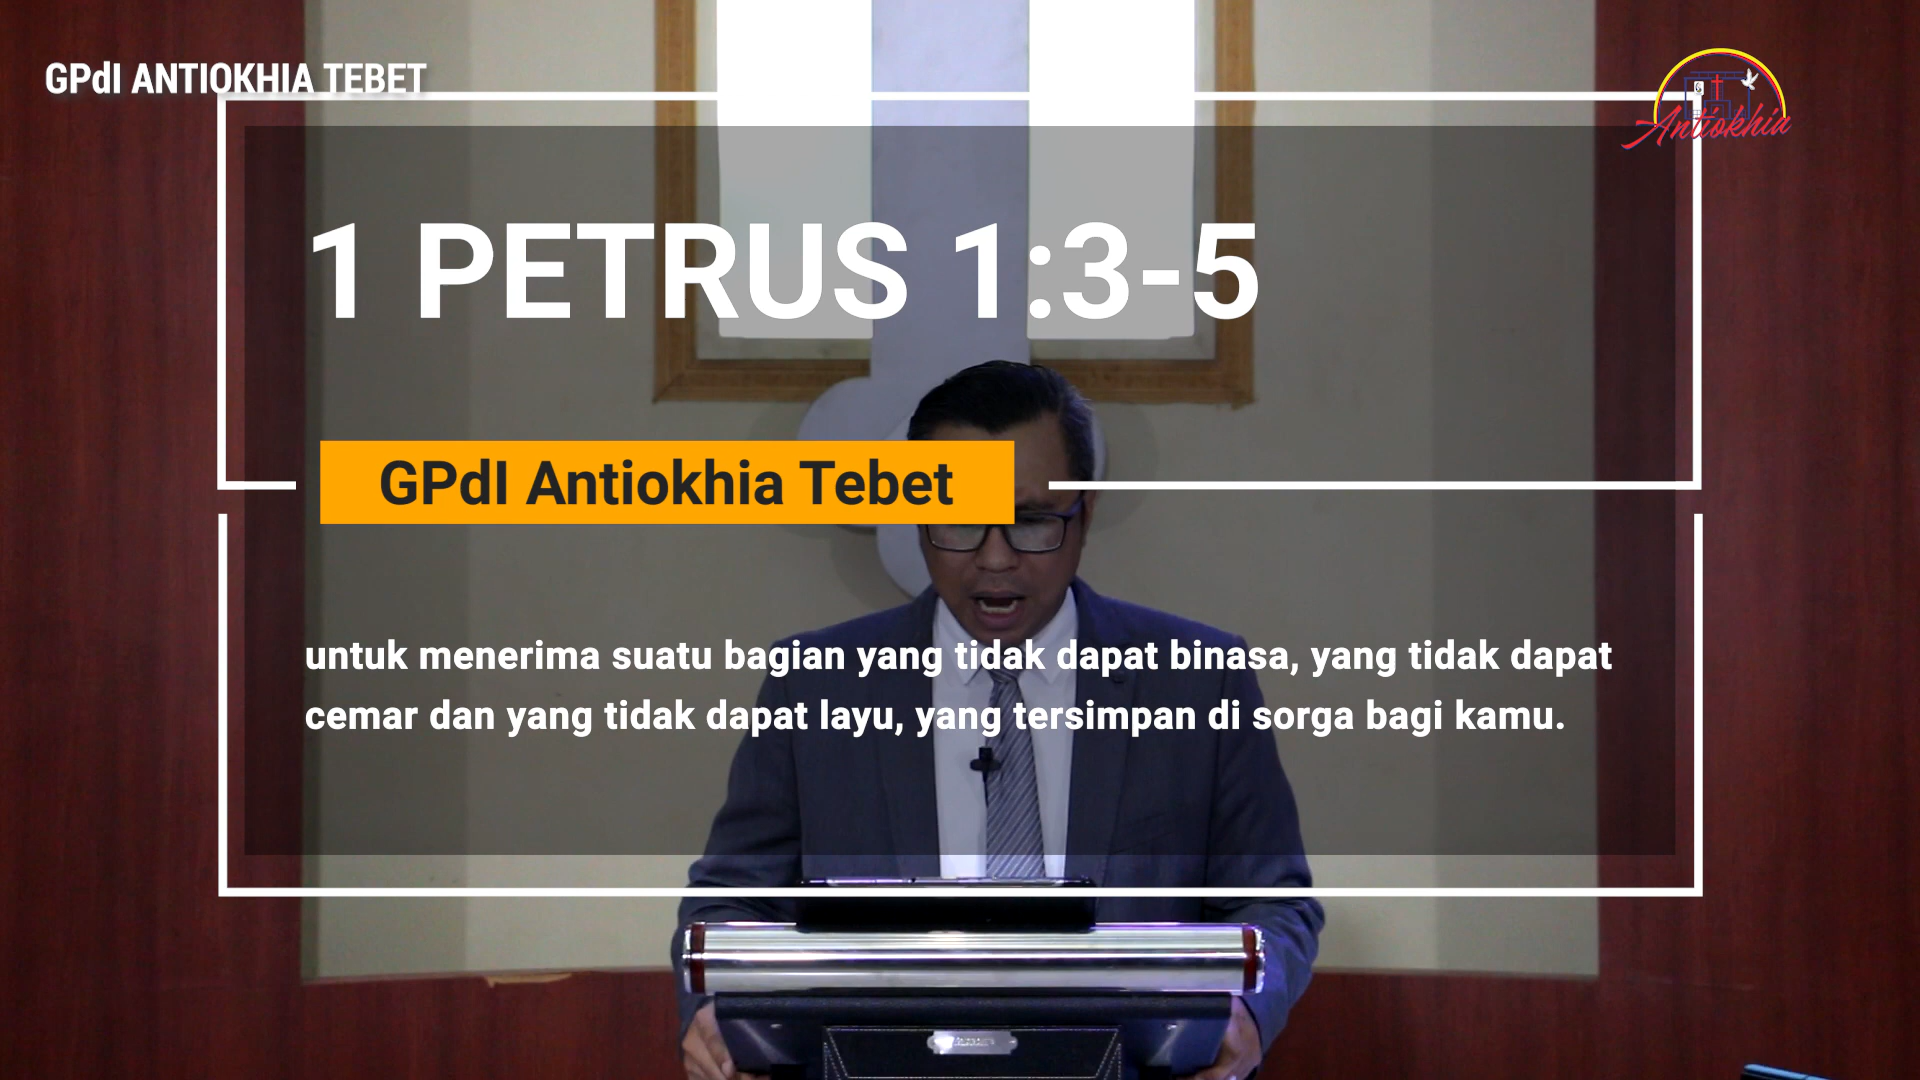 GPdI ANTIOKHIA TEBET
Antiokhia
1 PETRUS 1:3-5
GPdI Antiokhia Tebet
untuk menerima suatu bagian yang tidak dapat binasa, yang tidak dapat
cemar dan yang tidak dapat layu, yang tersimpan di sorga bagi kamu.